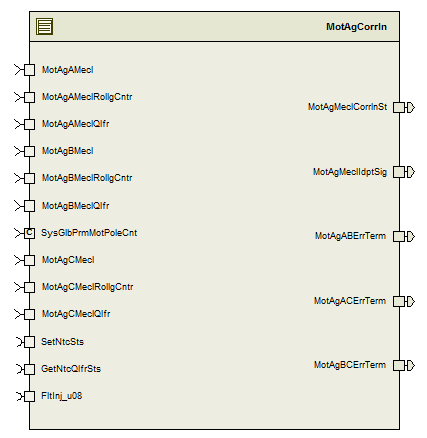 MotAgCorrln
MotAgAMecl
MotAgAMeclRollgCntr
MotAgAMeclQlfr
MotAgBMecl
MotAgBMeclRollgCntr
MotAgBMeclQlfr
C
SysGlbPrmMotPoleCnt
MotAgCMecl
MotAgCMeclRollgCntr
MotAgCMeclQlfr
SetNtcSts
GetNtcQlfrSts
FltInj_u08
MotAgMeclCorrlnSt
MotAgMeclIdptSig
MotAgABErrTerm
MotAgACErrTerm
MotAgBCErrTerm